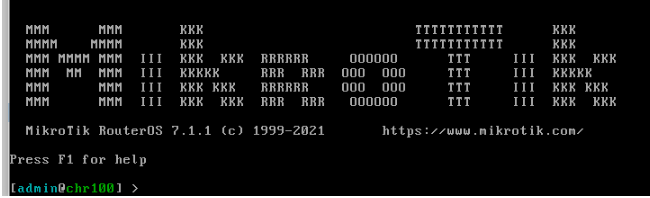 MMM      MMM       KKK                          TTTTTTTTTTT      KKK
MMMM    MMMM       KKK                          TTTTTTTTTTT      KKK
MMM MMMM MMM  III  KKK  KKK  RRRRRR     OOOOOO      TTT     III  KKK  KKK
MMM  MM  MMM  III  KKKKK     RRR  RRR  OOO  OOO     TTT     III  KKKKK
MMM      MMM  III  KKK KKK   RRRRRR    OOO  OOO     TTT     III  KKK KKK
MMM      MMM  III  KKK  KKK  RRR  RRR   OOOOOO      TTT     III  KKK  KKK
MikroTik RouterOS 7.1.1 (c) 1999-2021       https://www.mikrotik.com/
Press F1 for help
[admin@chr100] >